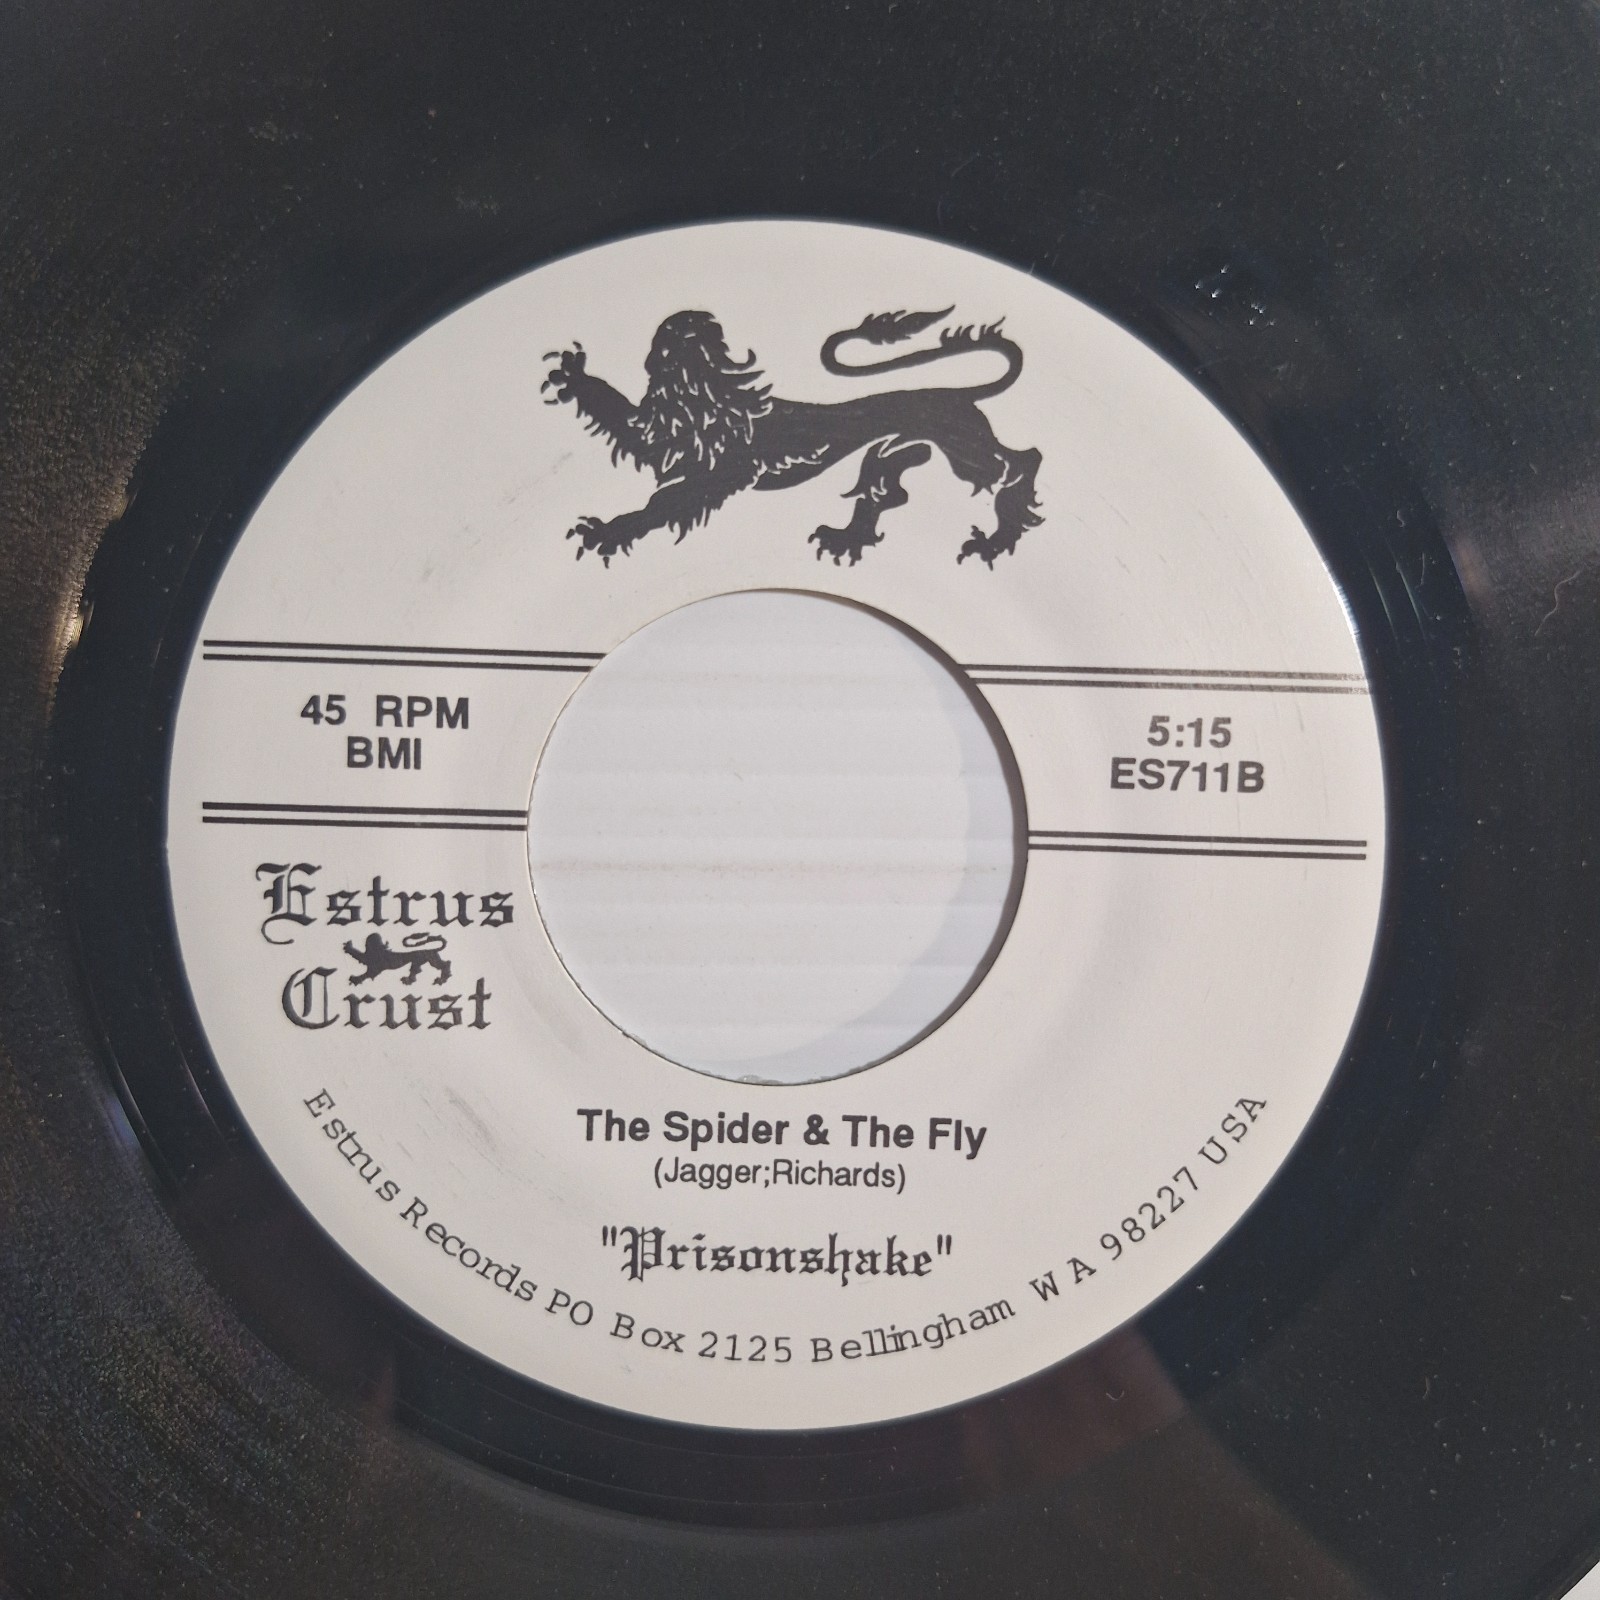 45 RPM
BMI
5:15
ES711B
Estrus
Crust
The Spider & The Fly
(Jagger;Richards)
"Prisonshake"
Estrus Records PO Box 2125 Bellingham WA 98227 USA